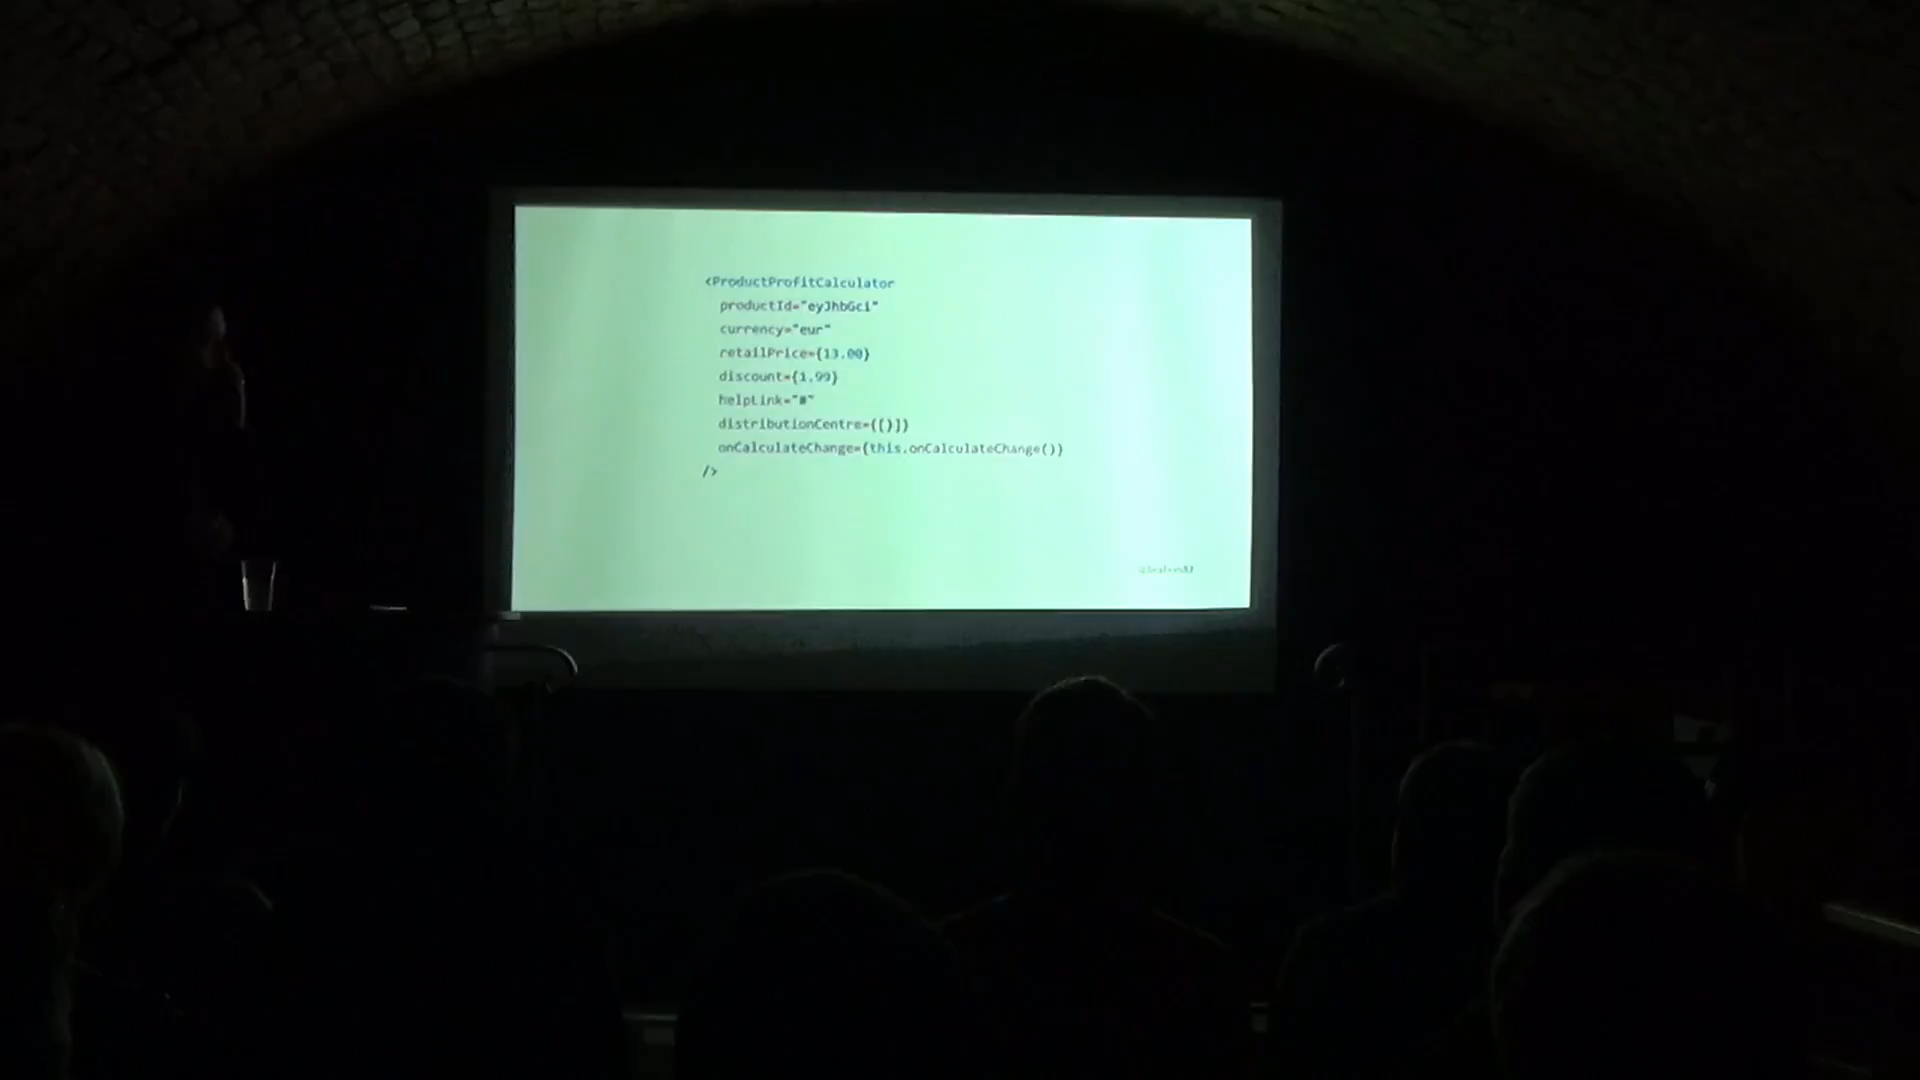 <ProductProfitCalculator
productId="eyJhbGci"
currency="eur"
retailPrice={13.00}
discount={1.99}
helpLink="#"
distributionCentre={[}]}
onCalculateChange={this.onCalculateChange()}
/>